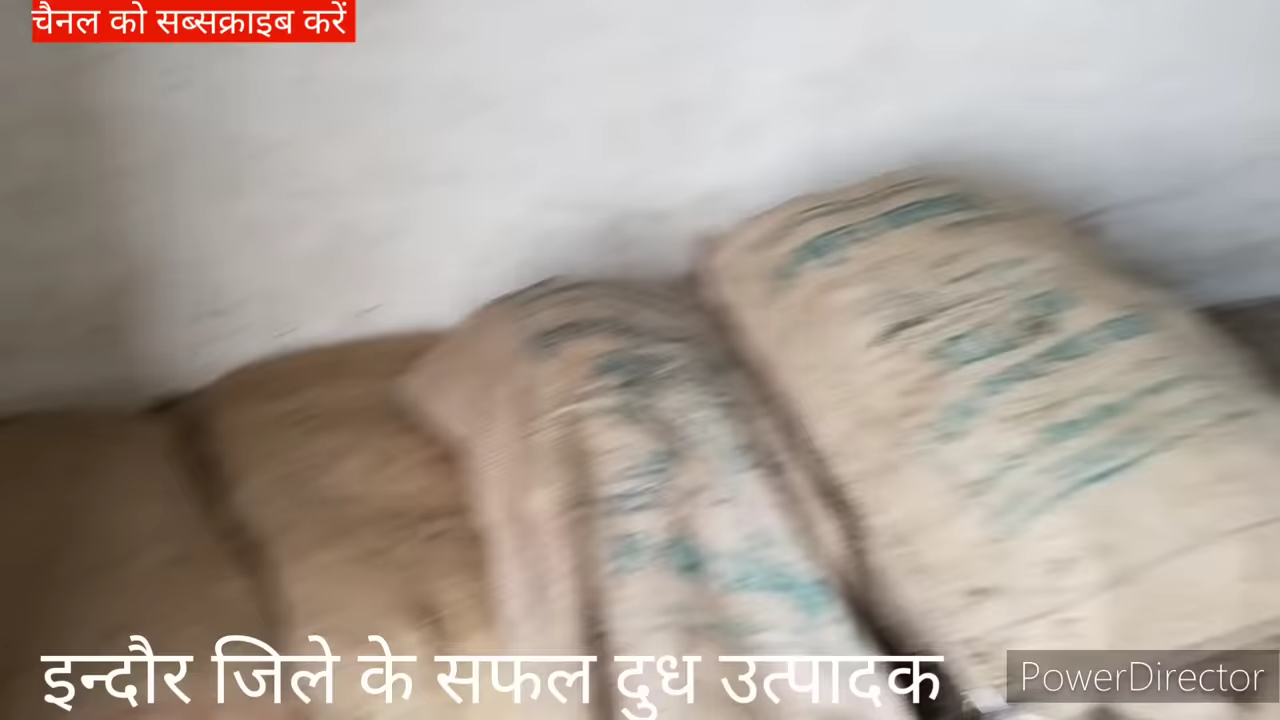 चैनल को सब्सक्राइब करें
इन्दौर जिले के सफल दुध उत्पादक
PowerDirector